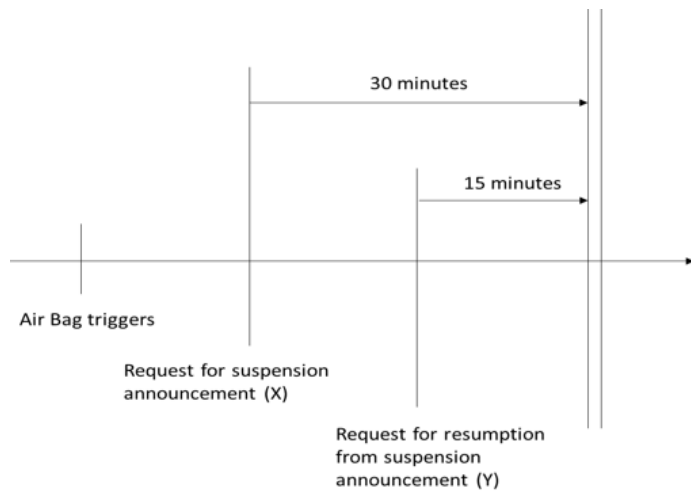 30 minutes
15 minutes
Air Bag triggers
Request for suspension
announcement (X)
Request for resumption
from suspension
announcement (Y)